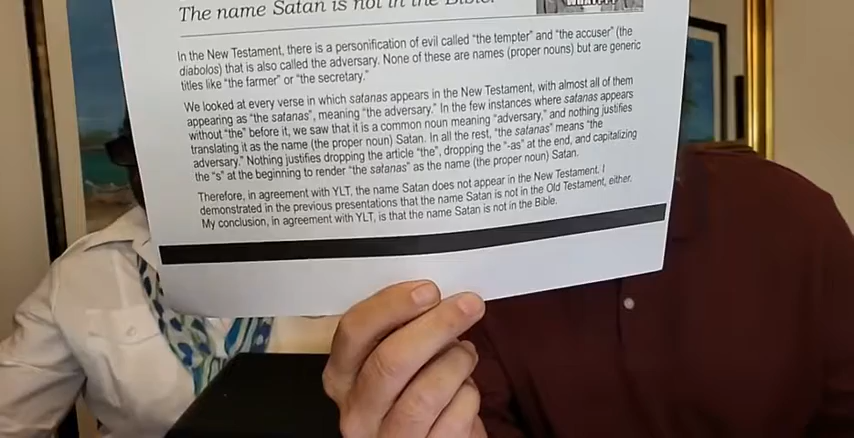 The name Satan is not in the Bible.
WHAT???
In the New Testament, there is a personification of evil called “the tempter” and “the accuser” (the
diabolos) that is also called the adversary. None of these are names (proper nouns) but are generic
titles like “the farmer” or “the secretary.”
We looked at every verse in which satanas appears in the New Testament, with almost all of them
appearing as “the satanas”, meaning “the adversary.” In the few instances where satanas appears
without “the” before it, we saw that it is a common noun meaning “adversary,” and nothing justifies
translating it as the name (the proper noun) Satan. In all the rest, “the satanas” means “the
adversary.” Nothing justifies dropping the article “the”, dropping the “-as” at the end, and capitalizing
the “s” at the beginning to render “the satanas” as the name (the proper noun) Satan.
Therefore, in agreement with YLT, the name Satan does not appear in the New Testament. I
demonstrated in the previous presentations that the name Satan is not in the Old Testament, either.
My conclusion, in agreement with YLT, is that the name Satan is not in the Bible.